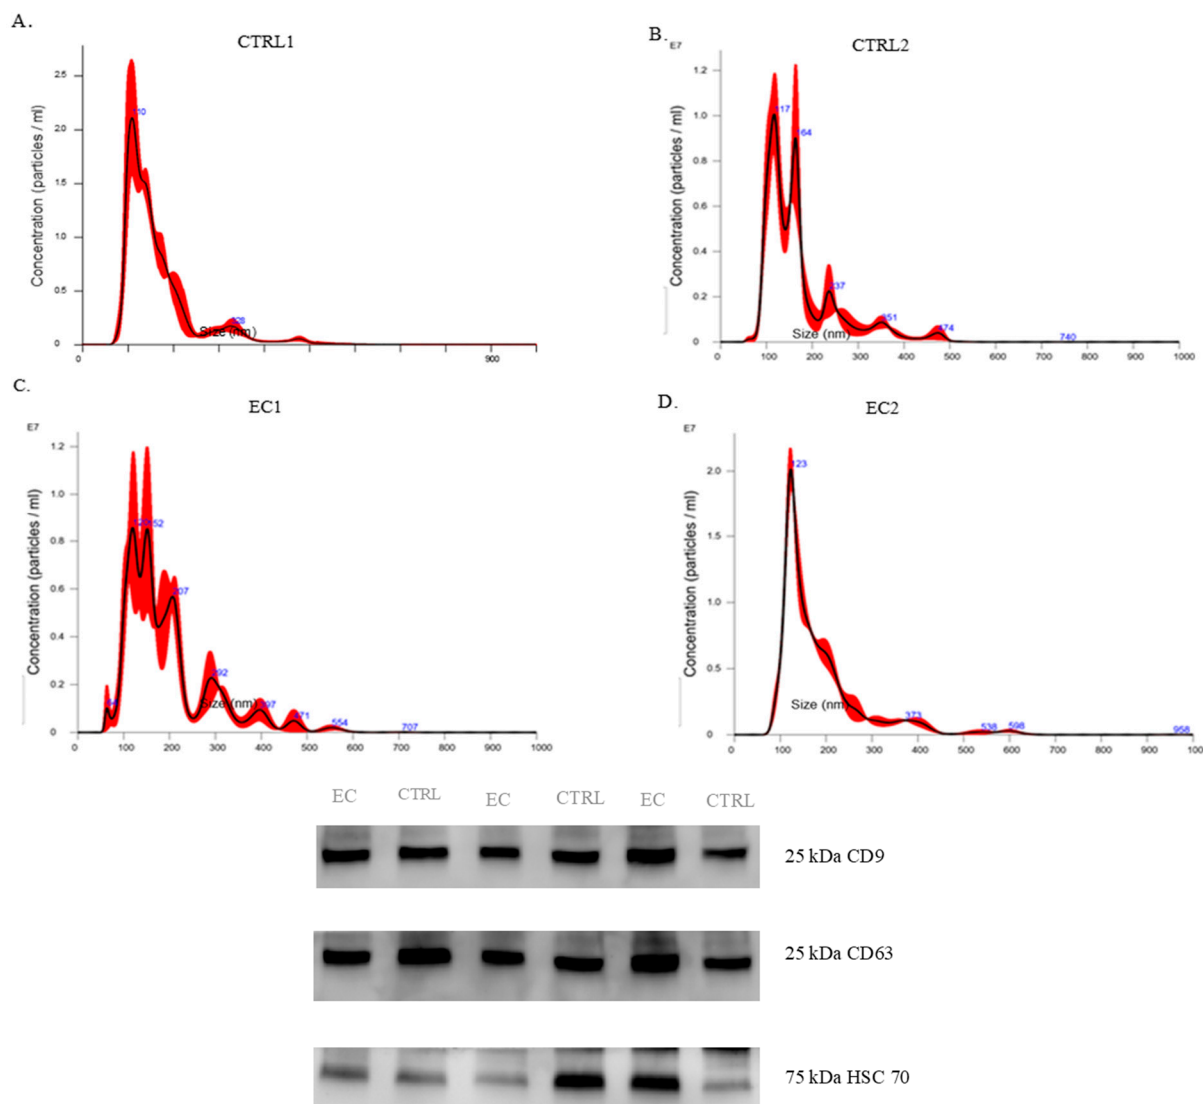 A.
CTRL1
Concentration (particles / ml)
2.5
2.0
1.5
1.0
0.5
0
Size (nm)
0
900
B.
E7
CTRL2
Concentration (particles / ml)
1.2
1.0
0.8
0.6
0.4
0.2
0
117
64
237
351
474
740
Size (nm)
0 100 200 300 400 500 600 700 800 900 1000
C.
E7
EC1
Concentration (particles / ml)
1.2
1.0
0.8
0.6
0.4
0.2
0
52
207
292
397
471
554
707
Size (nm)
0 100 200 300 400 500 600 700 800 900 1000
D.
E7
EC2
Concentration (particles / ml)
2.0
1.5
1.0
0.5
0
123
373
538
598
958
Size (nm)
0 100 200 300 400 500 600 700 800 900 100
EC CTRL EC CTRL EC CTRL
25 kDa CD9
25 kDa CD63
75 kDa HSC 70